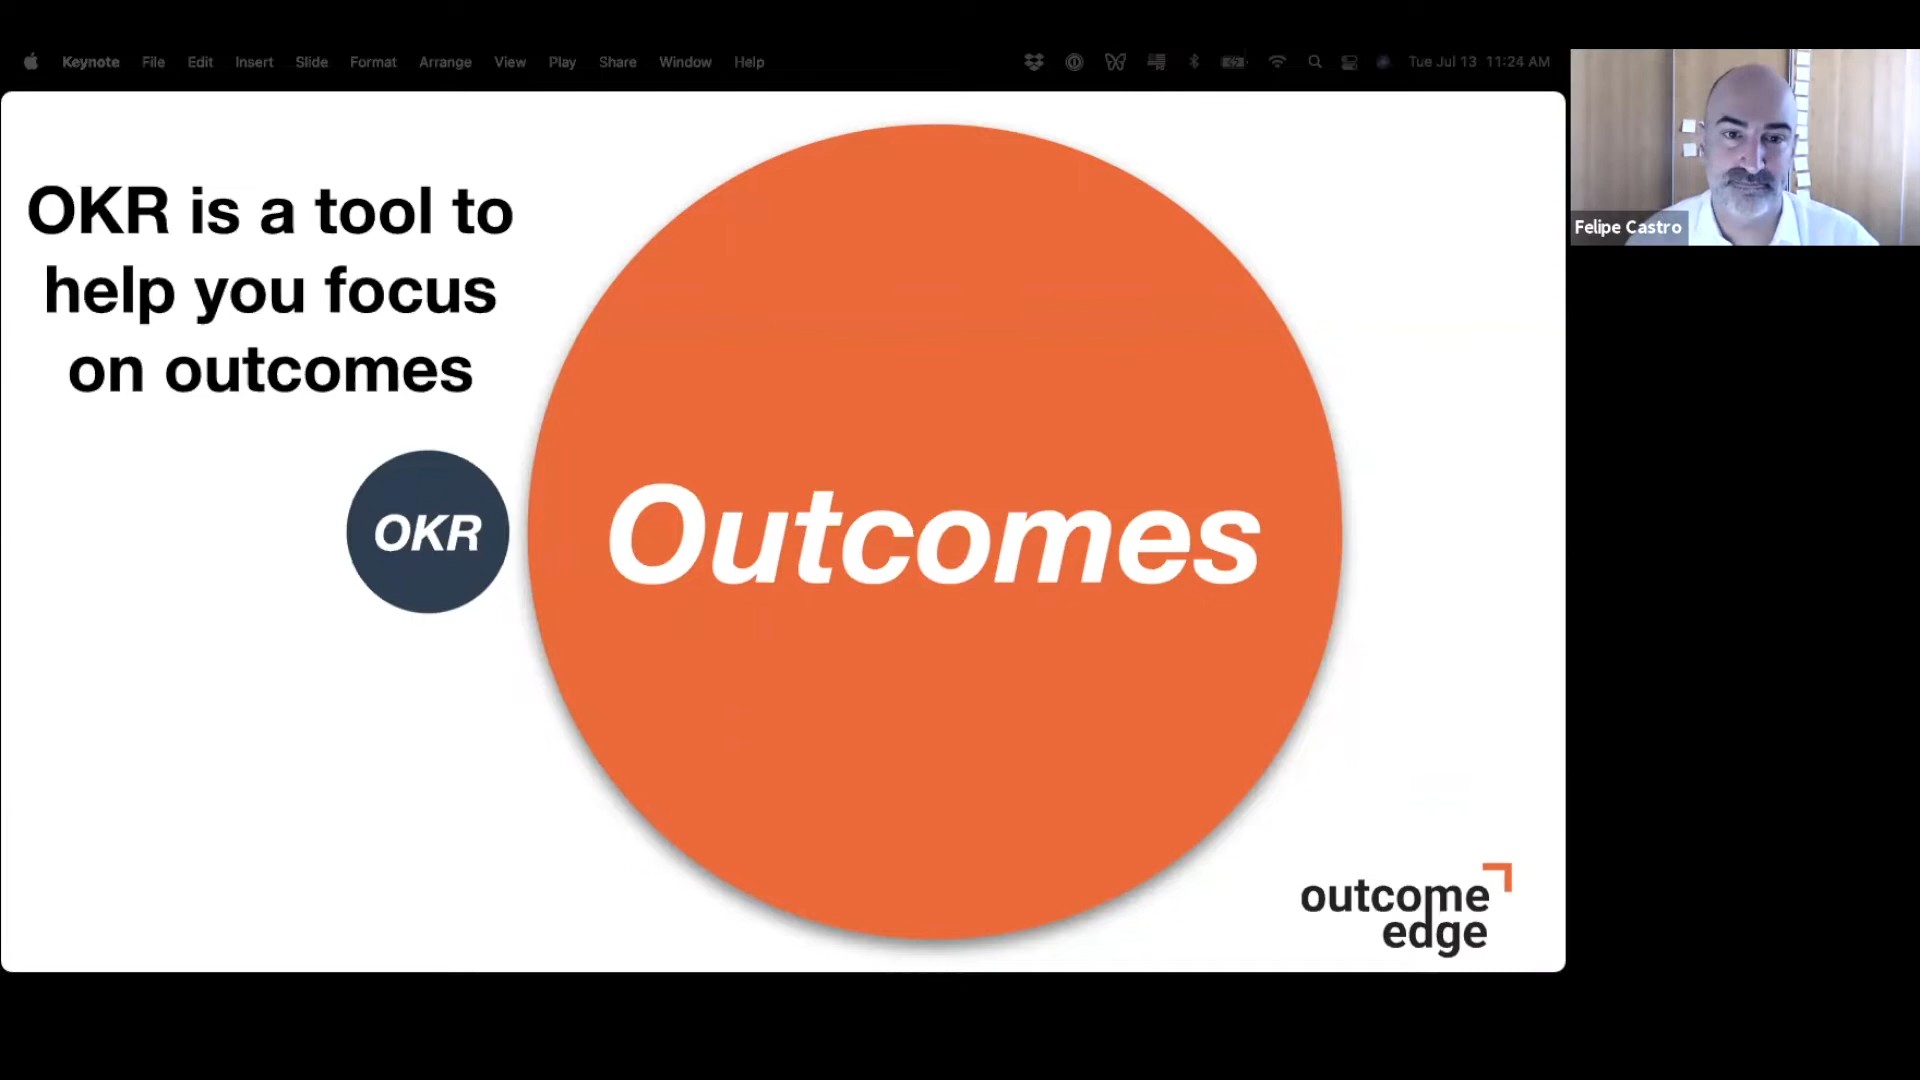 Keynote File Edit Insert Slide Format Arrange View Play Share Window Help Tue Jul 13 11:24 AM
OKR is a tool to
help you focus
on outcomes
OKR
Outcomes
outcome
edge
Felipe Castro